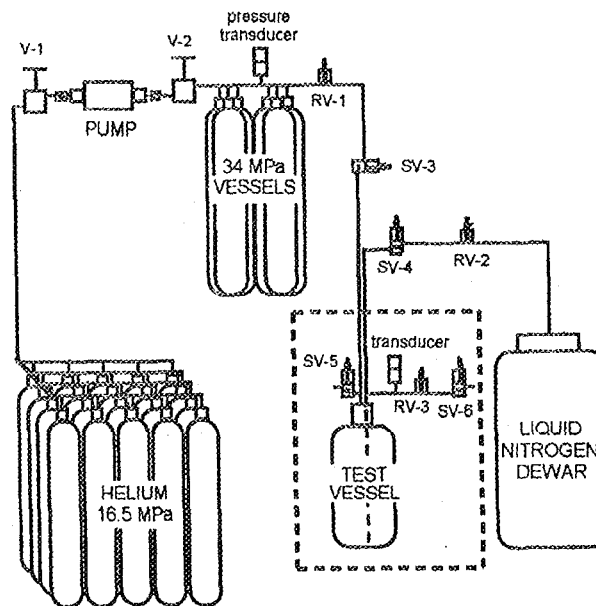 pressure
transducer
V-1
V-2
PUMP
RV-1
34 MPa
VESSELS
SV-3
SV-4
RV-2
SV-5
transducer
RV-3
SV-6
TEST
VESSEL
LIQUID
NITROGEN
DEWAR
HELIUM
16.5 MPa